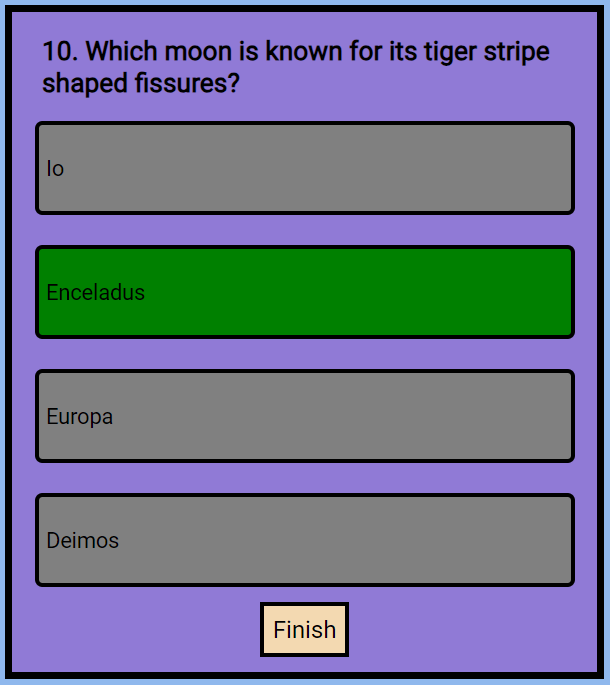 10. Which moon is known for its tiger stripe
shaped fissures?
Io
Enceladus
Europa
Deimos
Finish